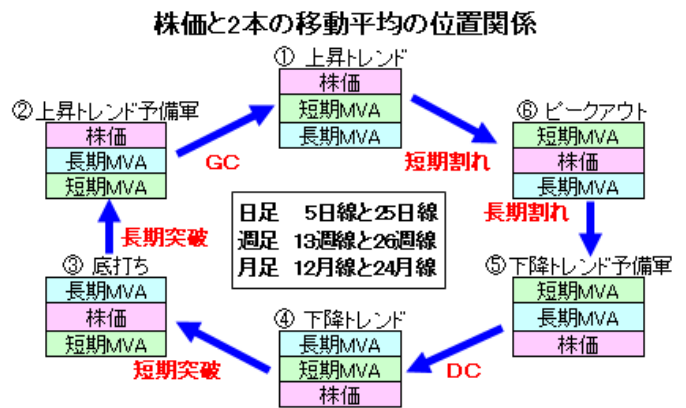 株価と2本の移動平均の位置関係
① 上昇トレンド
株価
短期MVA
長期MVA
②上昇トレンド予備軍
株価
長期MVA
短期MVA
GC
短期割れ
⑥ ピークアウト
短期MVA
株価
長期MVA
長期突破
日足 5日線と25日線
週足 13週線と26週線
月足 12月線と24月線
長期割れ
③ 底打ち
長期MVA
株価
短期MVA
短期突破
④ 下降トレンド
長期MVA
短期MVA
株価
DC
⑤下降トレンド予備軍
短期MVA
長期MVA
株価